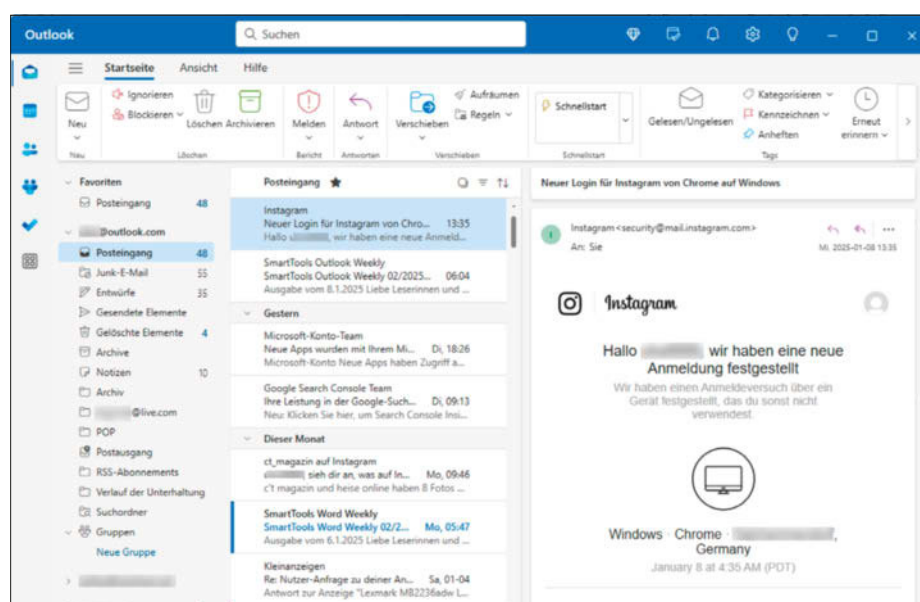 Outlook
Suchen
Startseite Ansicht Hilfe
Neu
Ignorieren
Blockieren
Löschen Archivieren
Melden
Antwort
Verschieben
Aufräumen
Regeln
Schnellstart
Gelesen/Ungelesen
Kategorisieren
Kennzeichnen
Anheften
Erneut
erinnern
Neu Löschen Bericht Antworten Verschieben Schnellstart Tags
Favoriten
Posteingang 48
@outlook.com
Posteingang 48
Junk-E-Mail 55
Entwürfe 35
Gesendete Elemente
Gelöschte Elemente 4
Archive
Notizen 10
Archiv
@live.com
POP
Postausgang
RSS-Abonnements
Verlauf der Unterhaltung
Suchordner
Gruppen
Neue Gruppe
Posteingang
Instagram
Neuer Login für Instagram von Chro... 13:35
Hallo , wir haben eine neue Anmeld...
SmartTools Outlook Weekly
SmartTools Outlook Weekly 02/2025... 06:04
Ausgabe vom 8.1.2025 Liebe Leserinnen und ...
Gestern
Microsoft-Konto-Team
Neue Apps wurden mit Ihrem Mi... Di, 18:26
Microsoft-Konto Neue Apps haben Zugriff a...
Google Search Console Team
Ihre Leistung in der Google-Such... Di, 09:13
Neu: Klicken Sie hier, um Search Console Insi...
Dieser Monat
ct_magazin auf Instagram
sieh dir an, was auf In... Mo, 09:46
c't magazin und heise online haben 8 Fotos ...
SmartTools Word Weekly
SmartTools Word Weekly 02/2... Mo, 05:47
Ausgabe vom 6.1.2025 Liebe Leserinnen und ...
Kleinanzeigen
Re: Nutzer-Anfrage zu deiner An... Sa, 01-04
Antwort zur Anzeige "Lexmark MB2236adw L...
Neuer Login für Instagram von Chrome auf Windows
I
Instagram<security@mail.instagram.com>
An: Sie
Mi, 2025-01-08 13:35
Instagram
Hallo wir haben eine neue
Anmeldung festgestellt
Wir haben einen Anmeldeversuch über ein
Gerät festgestellt, das du sonst nicht
verwendest
Windows · Chrome · ,
Germany
January 8 at 4:35 AM (PDT)